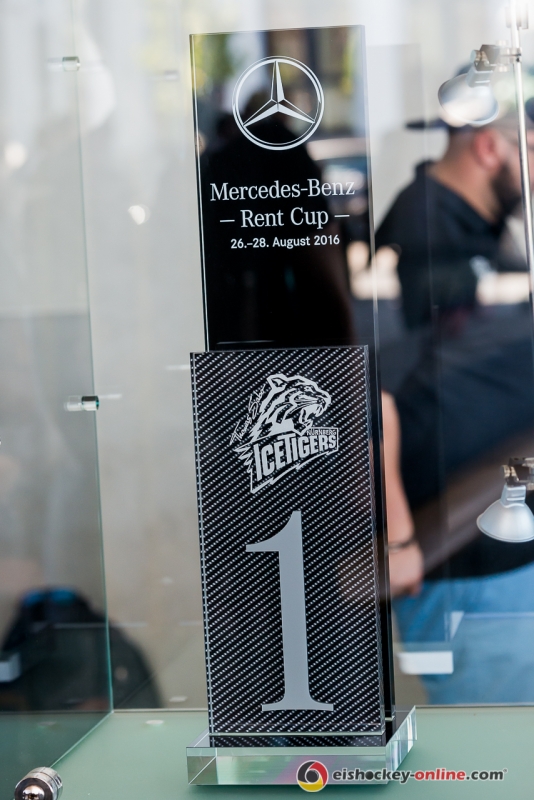 Mercedes-Benz
– Rent Cup –
26.–28. August 2016
NÜRNBERG
ICETIGERS
1
eishockey-online.com